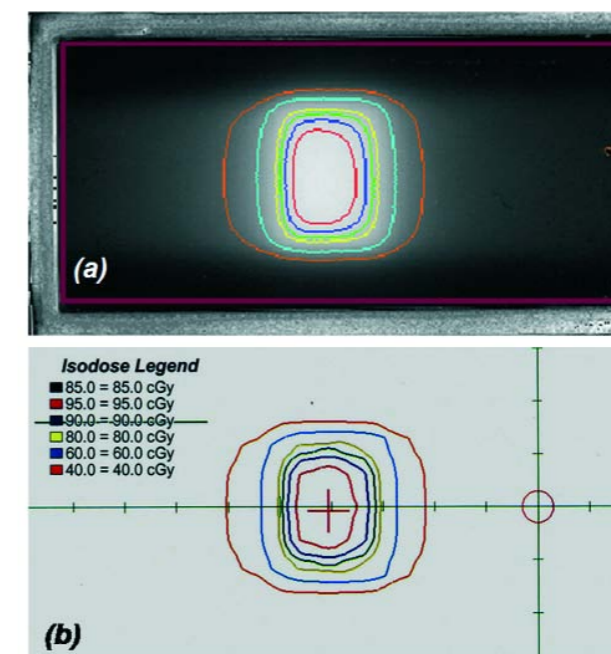 (a)
Isodose Legend
85.0 = 85.0 cGy
95.0 = 95.0 cGy
90.0 = 90.0 cGy
80.0 = 80.0 cGy
60.0 = 60.0 cGy
40.0 = 40.0 cGy
(b)